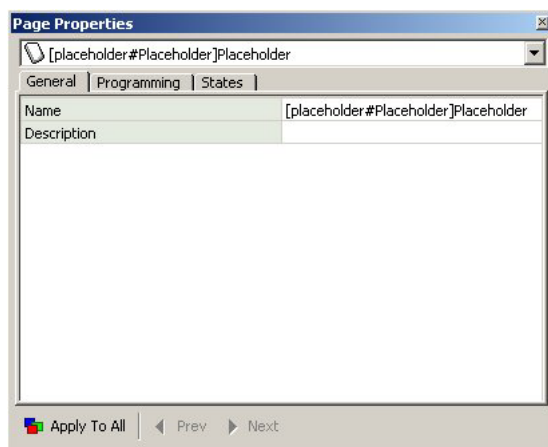 Page Properties
[placeholder#Placeholder]Placeholder
General Programming States
Name [placeholder#Placeholder]Placeholder
Description
Apply To All Prev Next